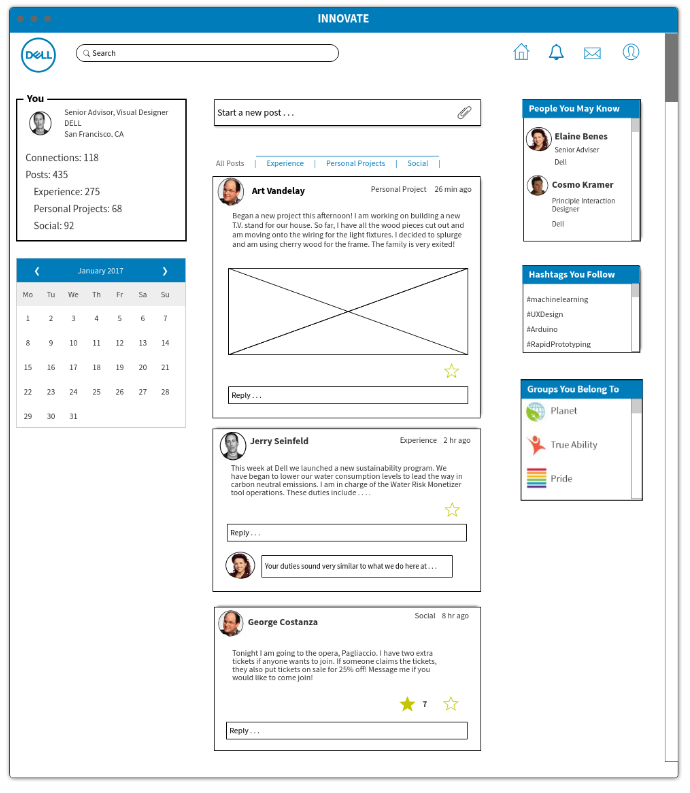 INNOVATE
DELL
Search
You
Senior Advisor, Visual Designer
DELL
San Francisco, CA
Connections: 118
Posts: 435
Experience: 275
Personal Projects: 68
Social: 92
January 2017
Mo Tu We Th Fr Sa Su
1 2 3 4 5 6 7
8 9 10 11 12 13 14
15 16 17 18 19 20 21
22 23 24 25 26 27 28
29 30 31
Start a new post . . .
All Posts | Experience | Personal Projects | Social |
Art Vandelay Personal Project 26 min ago
Began a new project this afternoon! I am working on building a new
T.V. stand for our house. So far, I have all the wood pieces cut out and
am moving onto the wiring for the light fixtures. I decided to splurge
and am using cherry wood for the frame. The family is very exited!
Reply . . .
Jerry Seinfeld Experience 2 hr ago
This week at Dell we launched a new sustainability program. We
have began to lower our water consumption levels to lead the way in
carbon neutral emissions. I am in charge of the Water Risk Monetizer
tool operations. These duties include . . . .
Reply . . .
Your duties sound very similar to what we do here at . . .
George Costanza Social 8 hr ago
Tonight I am going to the opera, Pagliaccio. I have two extra
tickets if anyone wants to join. If someone claims the tickets,
they also put tickets on sale for 25% off! Message me if you
would like to come join!
7
Reply . . .
People You May Know
Elaine Benes
Senior Adviser
Dell
Cosmo Kramer
Principle Interaction
Designer
Dell
Hashtags You Follow
#machinelearning
#UXDesign
#Arduino
#RapidPrototyping
Groups You Belong To
Planet
True Ability
Pride